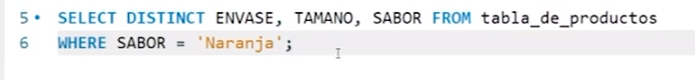 5 SELECT DISTINCT ENVASE, TAMANO, SABOR FROM tabla_de_productos
6 WHERE SABOR = 'Naranja';